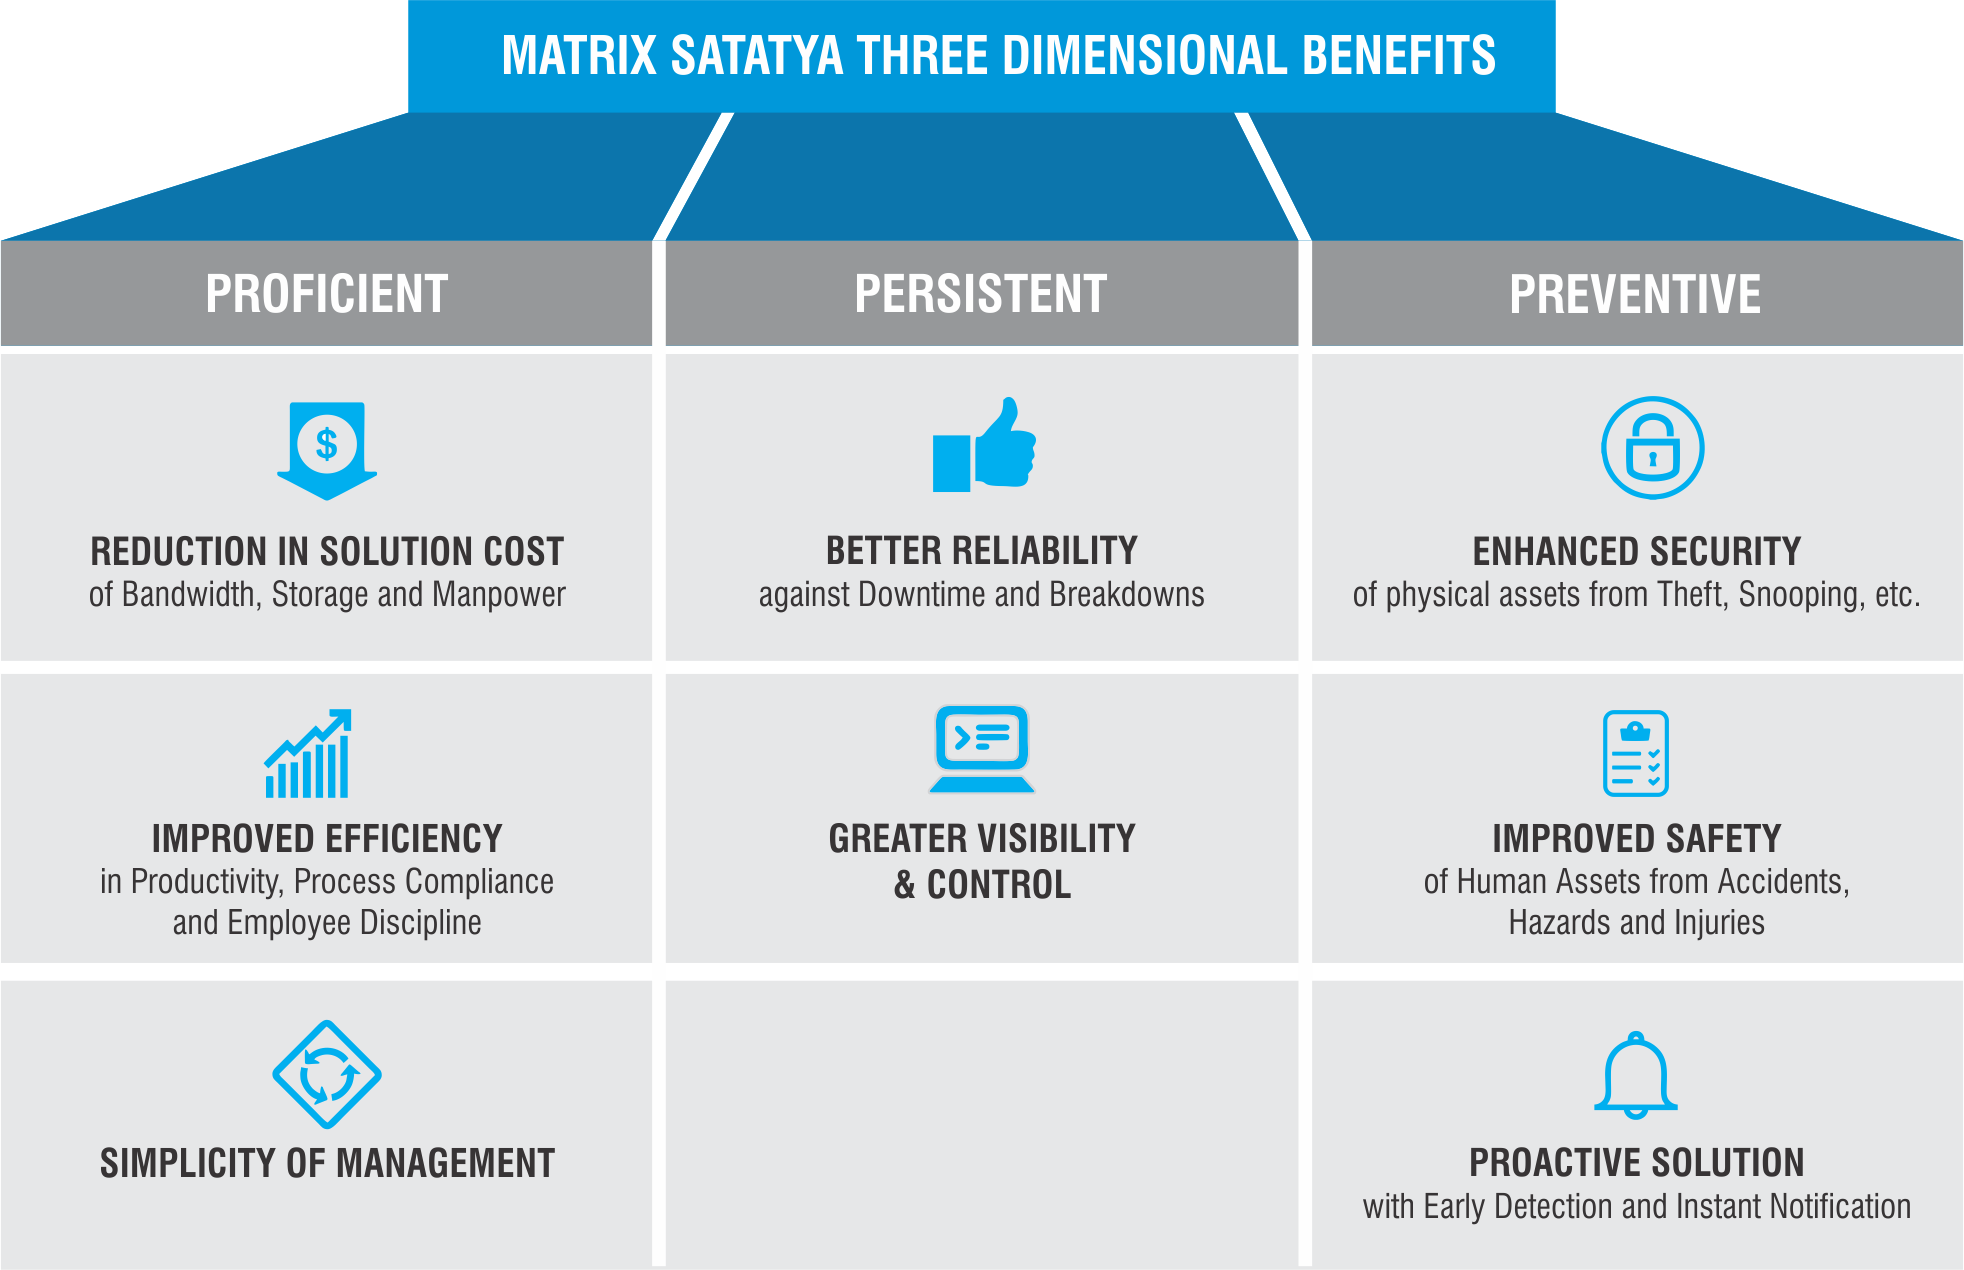 MATRIX SATATYA THREE DIMENSIONAL BENEFITS
PROFICIENT
PERSISTENT
PREVENTIVE
$
REDUCTION IN SOLUTION COST
of Bandwidth, Storage and Manpower
BETTER RELIABILITY
against Downtime and Breakdowns
ENHANCED SECURITY
of physical assets from Theft, Snooping, etc.
IMPROVED EFFICIENCY
in Productivity, Process Compliance
and Employee Discipline
GREATER VISIBILITY
& CONTROL
IMPROVED SAFETY
of Human Assets from Accidents,
Hazards and Injuries
SIMPLICITY OF MANAGEMENT
PROACTIVE SOLUTION
with Early Detection and Instant Notification